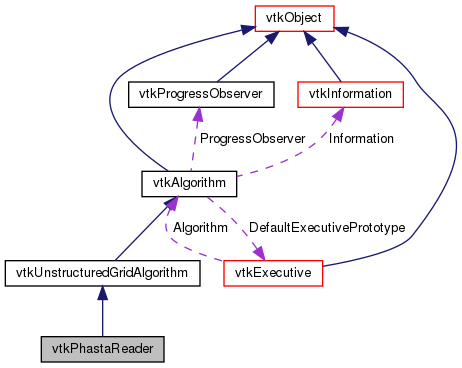 vtkObject
vtkProgressObserver
vtkInformation
ProgressObserver
Information
vtkAlgorithm
Algorithm
DefaultExecutivePrototype
vtkUnstructuredGridAlgorithm
vtkExecutive
vtkPhastaReader